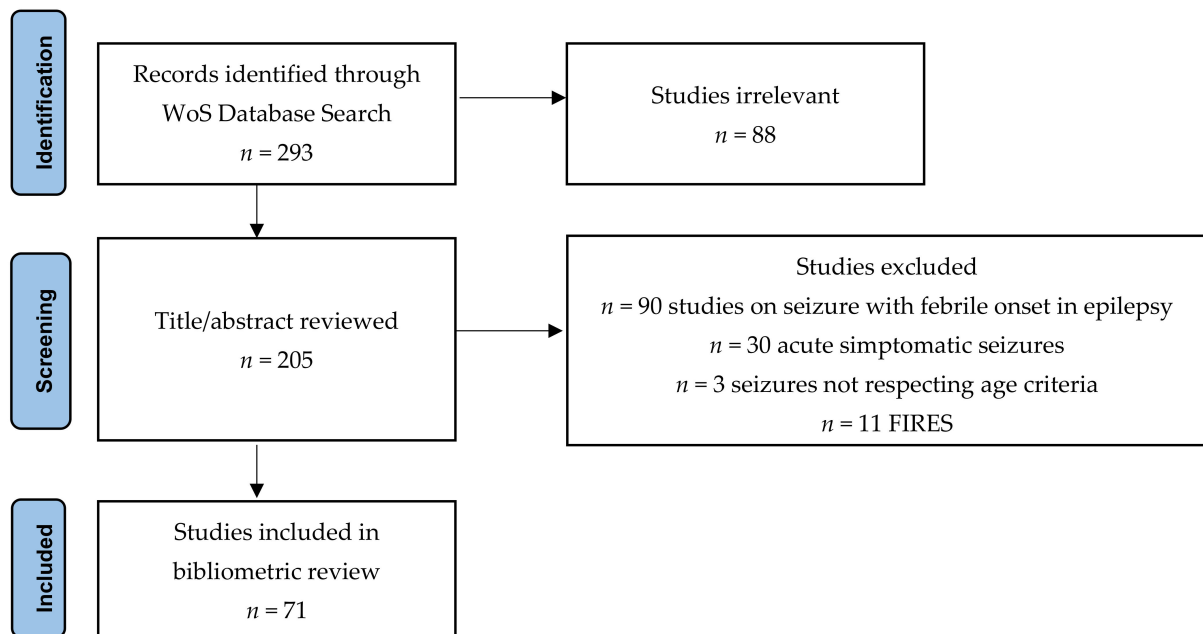 Identification
Records identified through
WoS Database Search
n = 293
Studies irrelevant
n = 88
Screening
Title/abstract reviewed
n = 205
Studies excluded
n = 90 studies on seizure with febrile onset in epilepsy
n = 30 acute simptomatic seizures
n = 3 seizures not respecting age criteria
n = 11 FIRES
Included
Studies included in
bibliometric review
n = 71